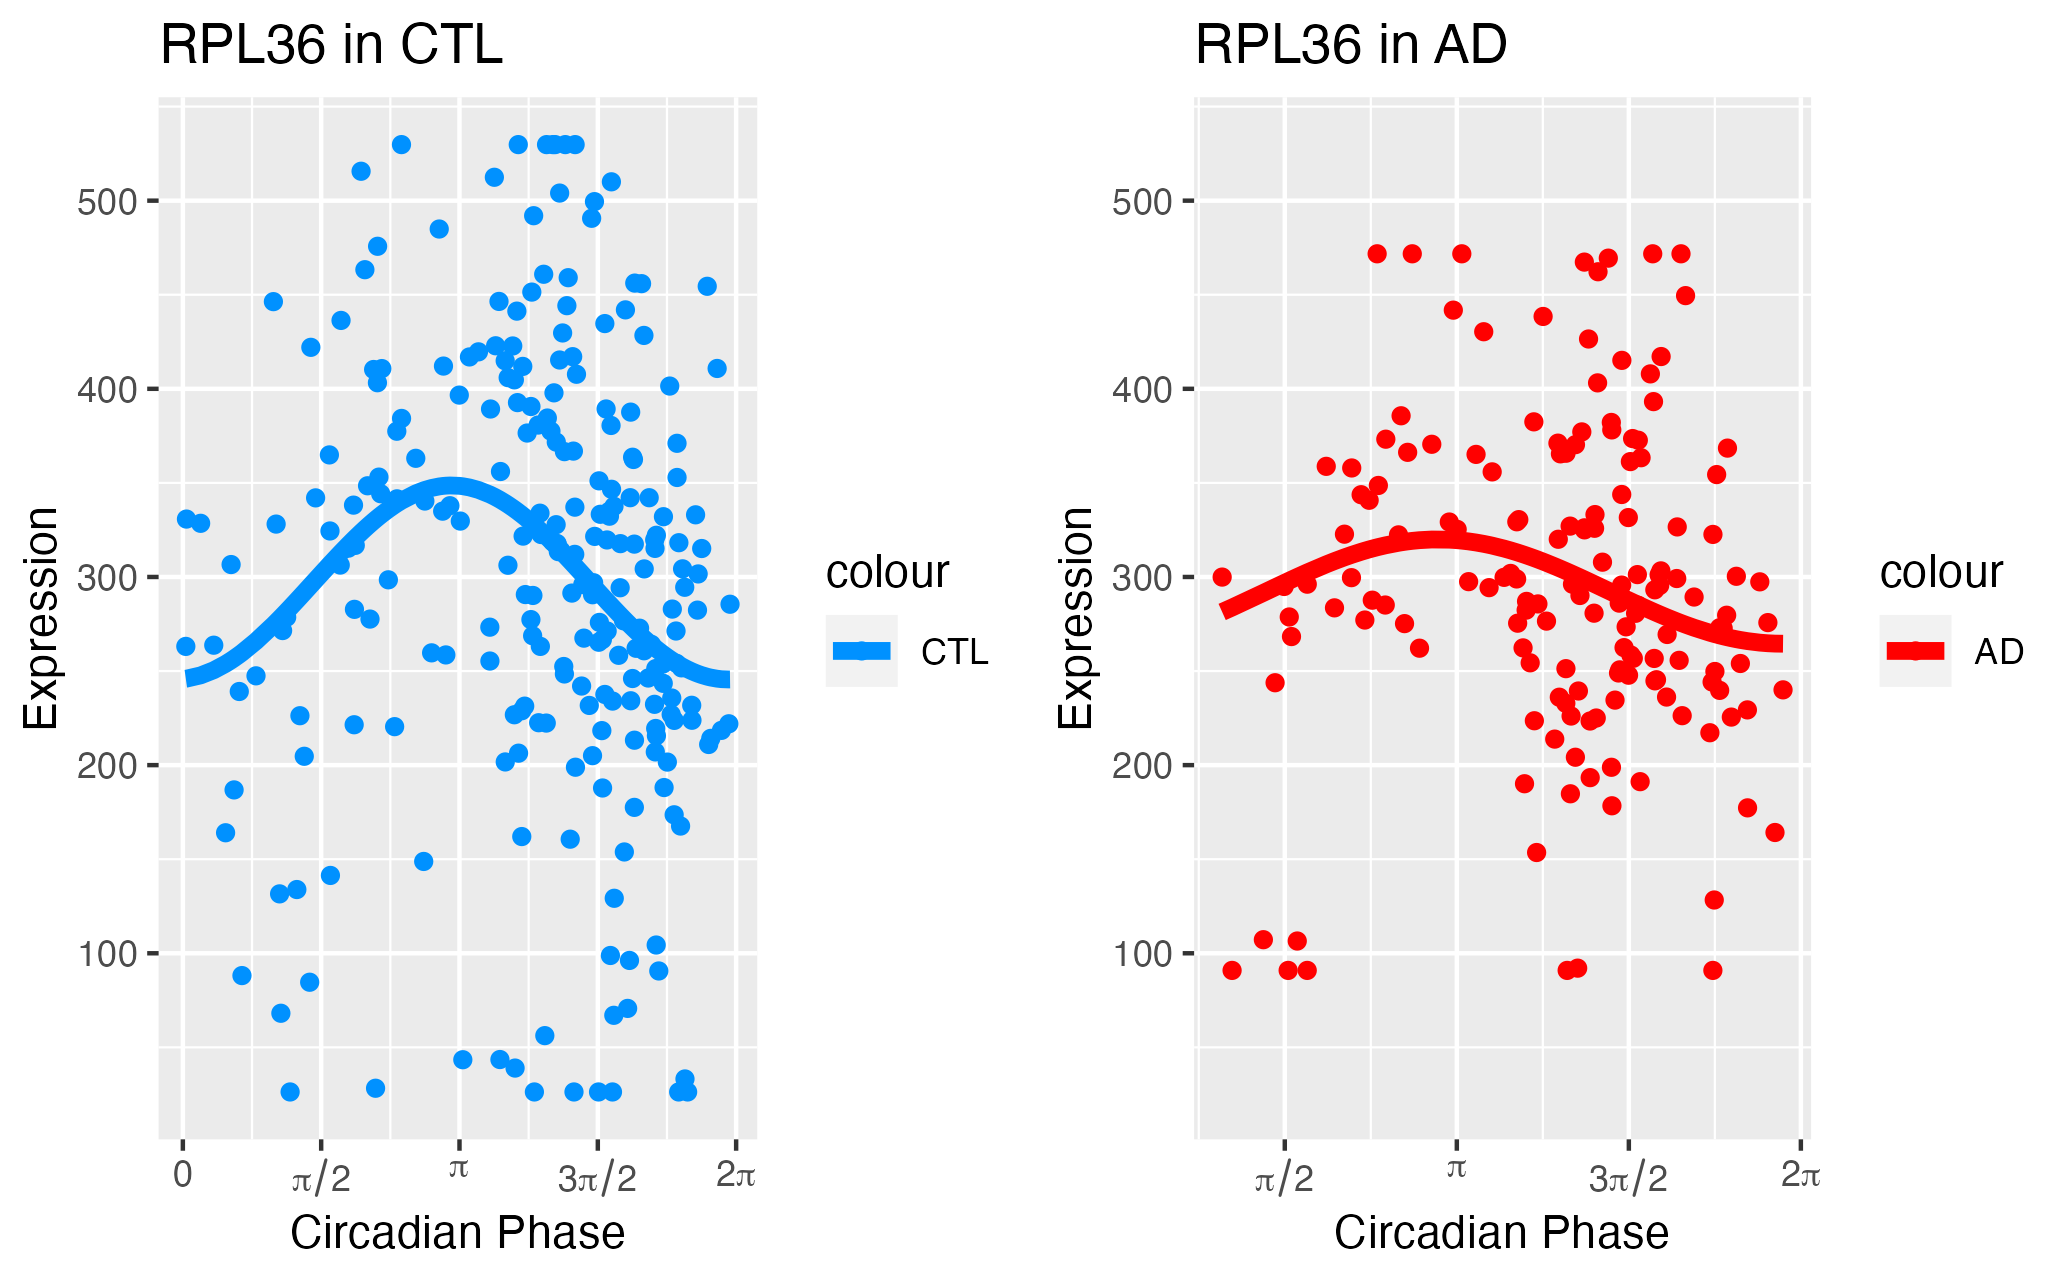 RPL36 in CTL
Expression
500
400
300
200
100
0
π/2
π
3π/2
2π
Circadian Phase
colour
CTL
RPL36 in AD
Expression
500
400
300
200
100
π/2
π
3π/2
2π
Circadian Phase
colour
AD